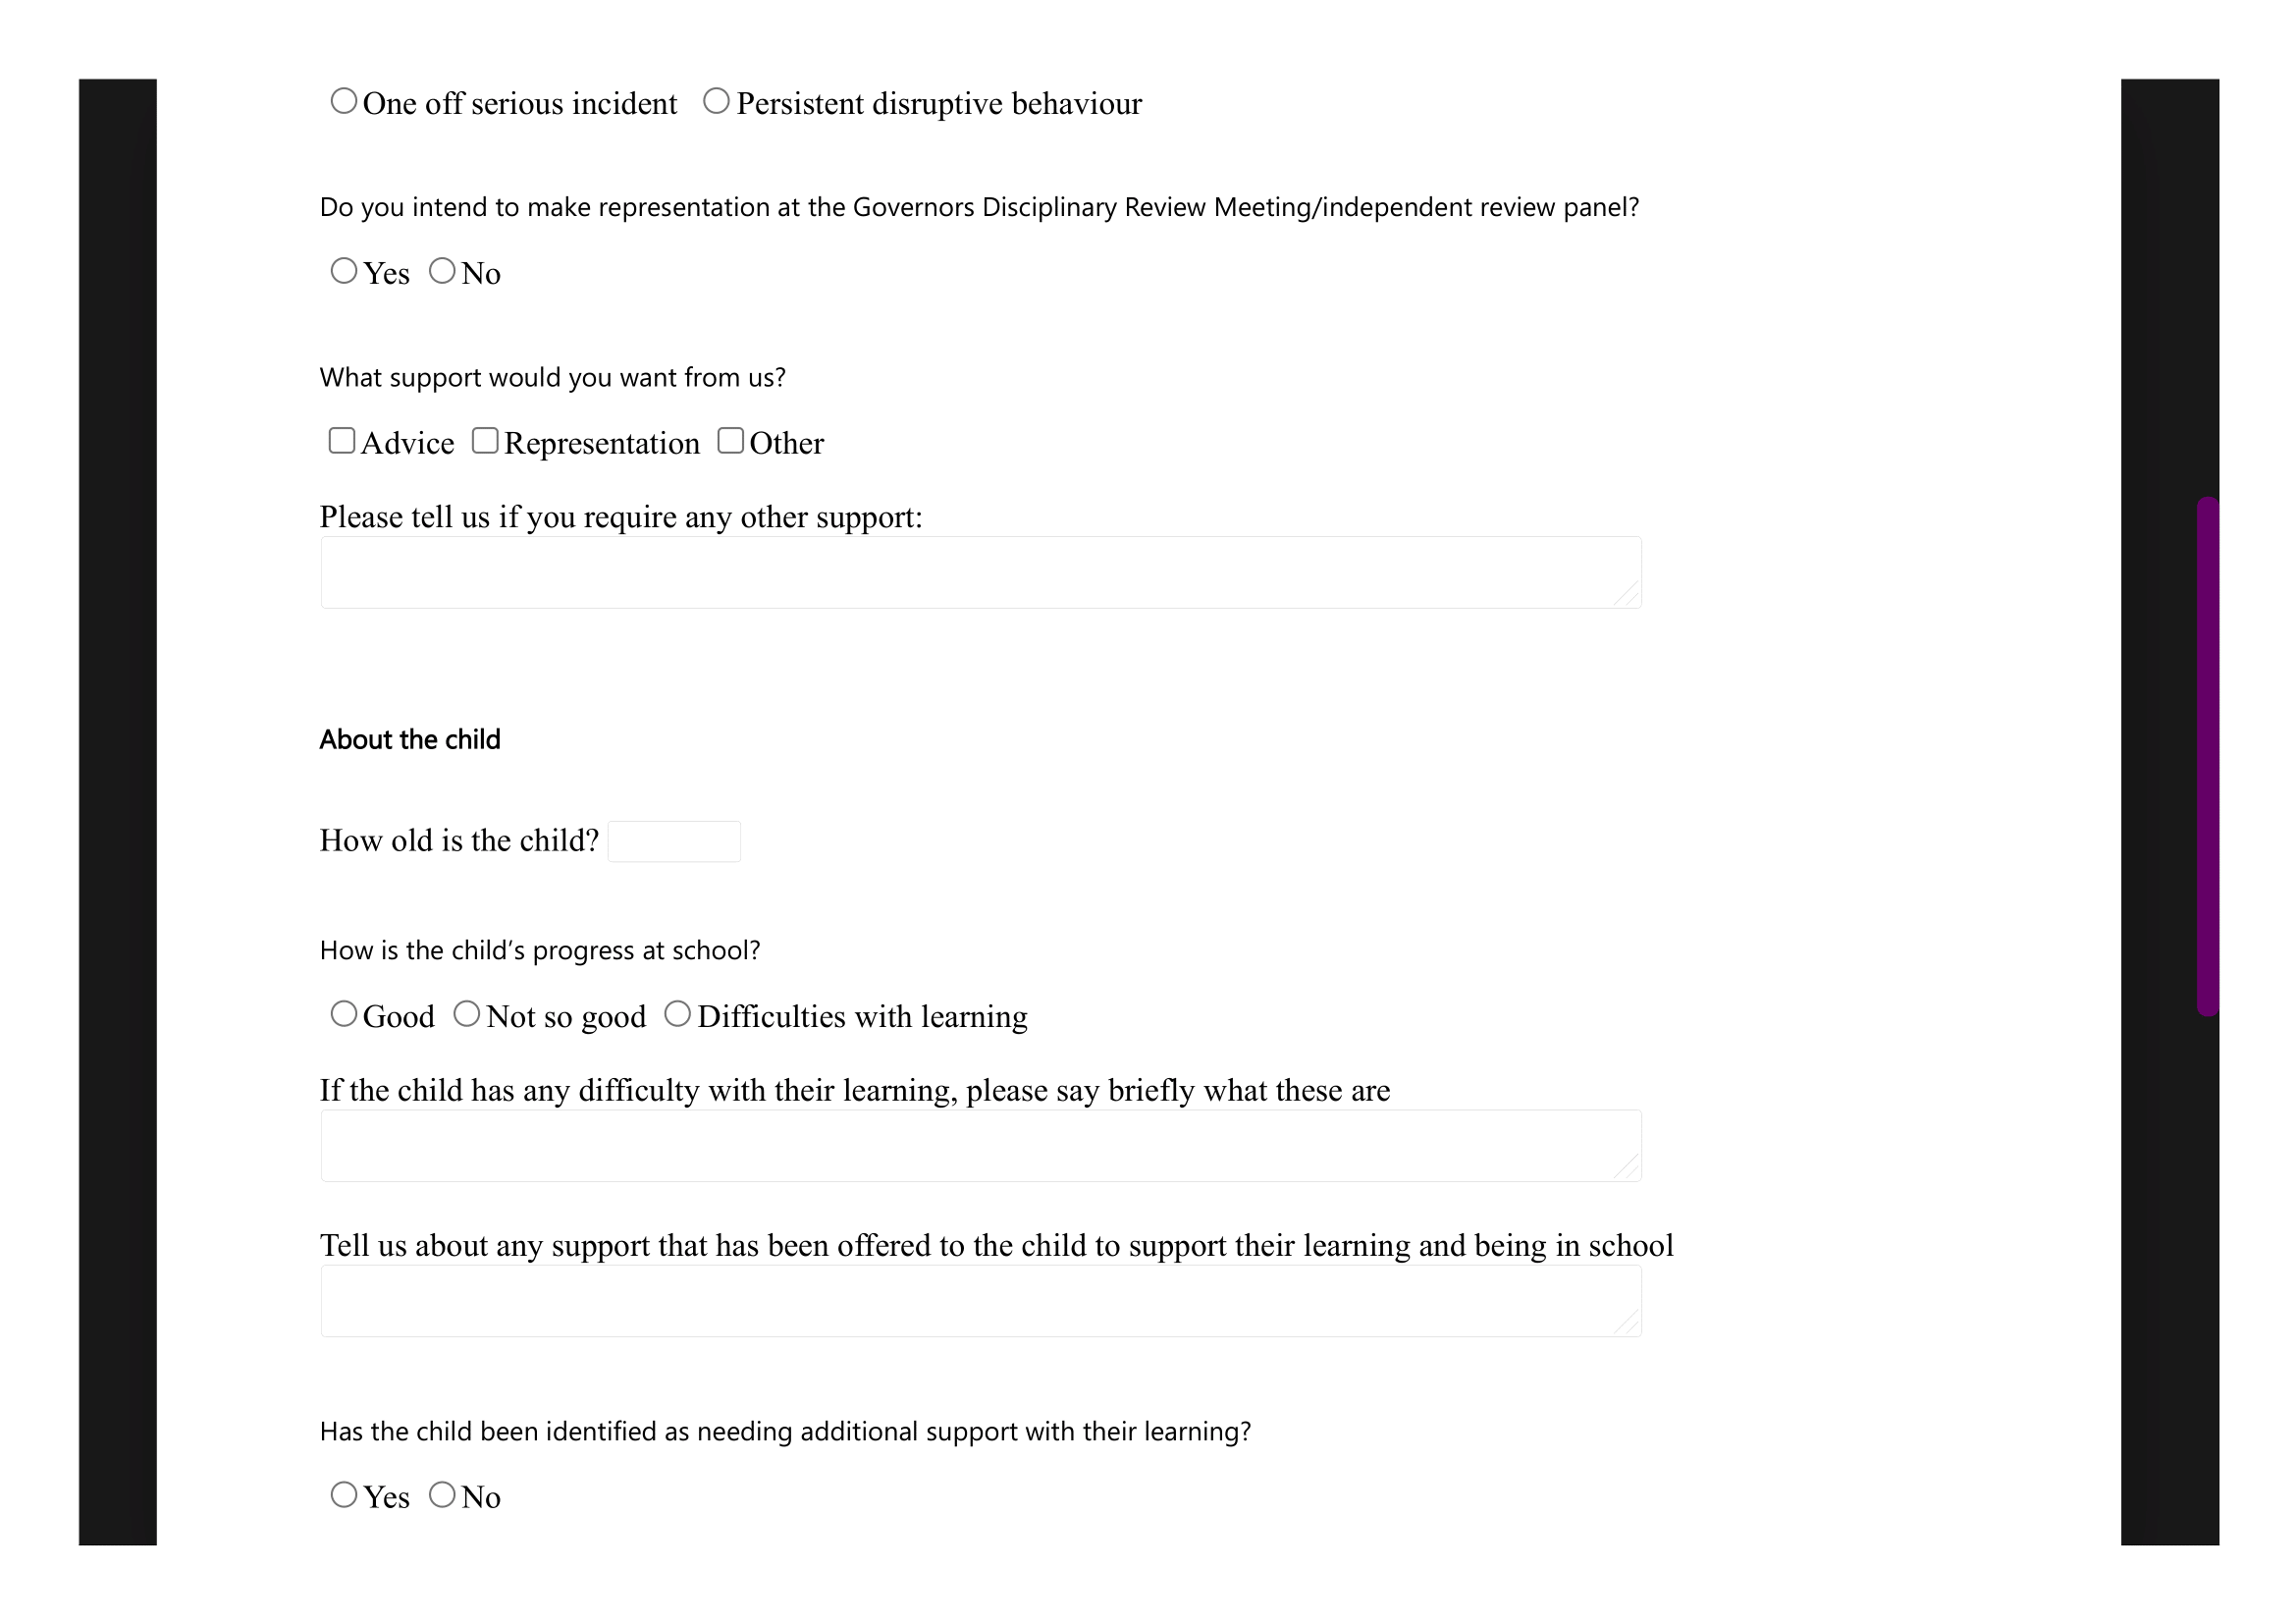 One off serious incident Persistent disruptive behaviour
Do you intend to make representation at the Governors Disciplinary Review Meeting/independent review panel?
Yes No
What support would you want from us?
Advice Representation Other
Please tell us if you require any other support:
About the child
How old is the child?
How is the child’s progress at school?
Good Not so good Difficulties with learning
If the child has any difficulty with their learning, please say briefly what these are
Tell us about any support that has been offered to the child to support their learning and being in school
Has the child been identified as needing additional support with their learning?
Yes No